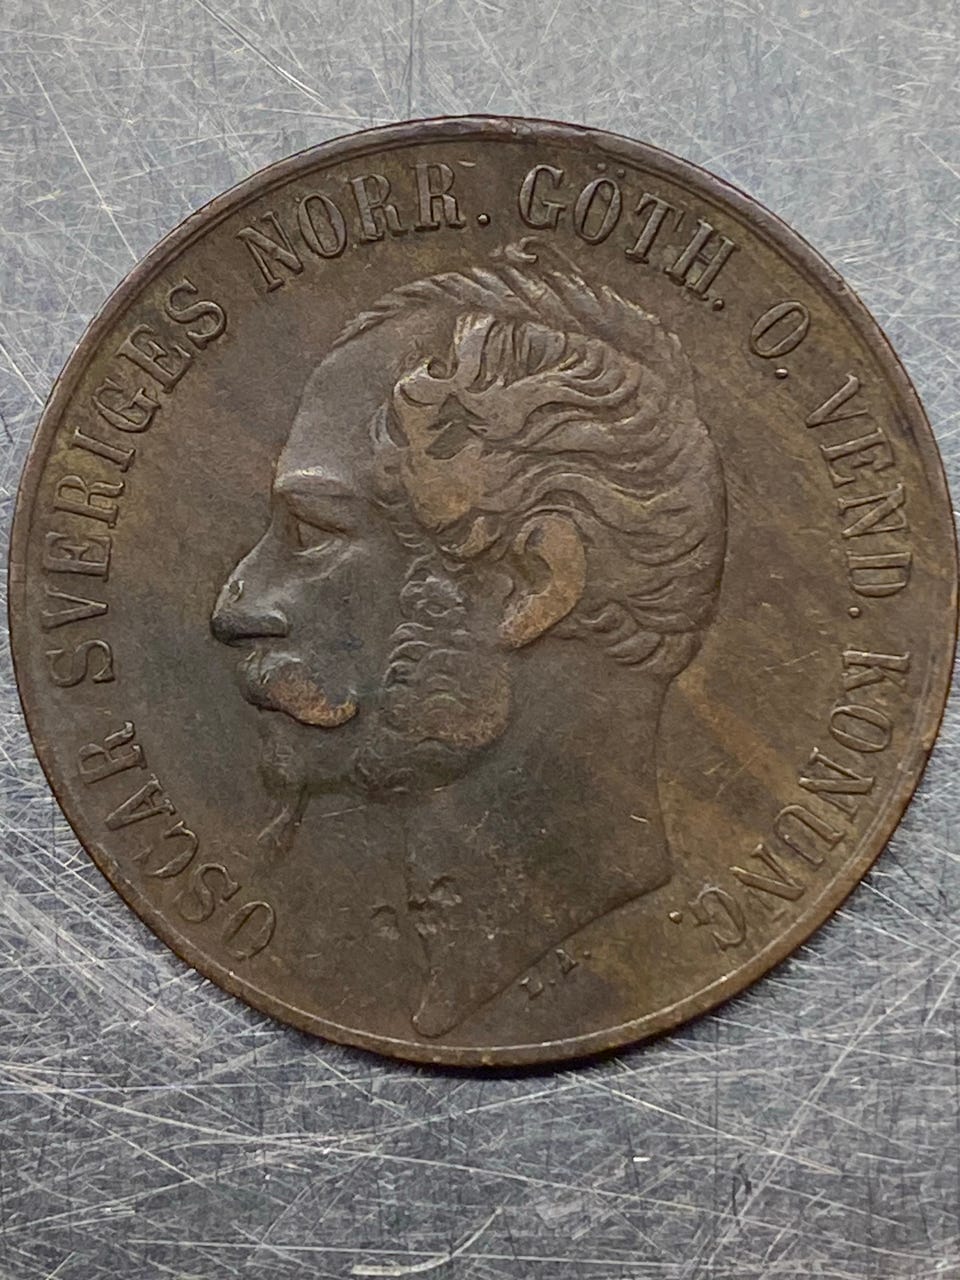 OSCAR SVERIGES NORR. GÖTH. O. VEND. KONUNG.
L.A.